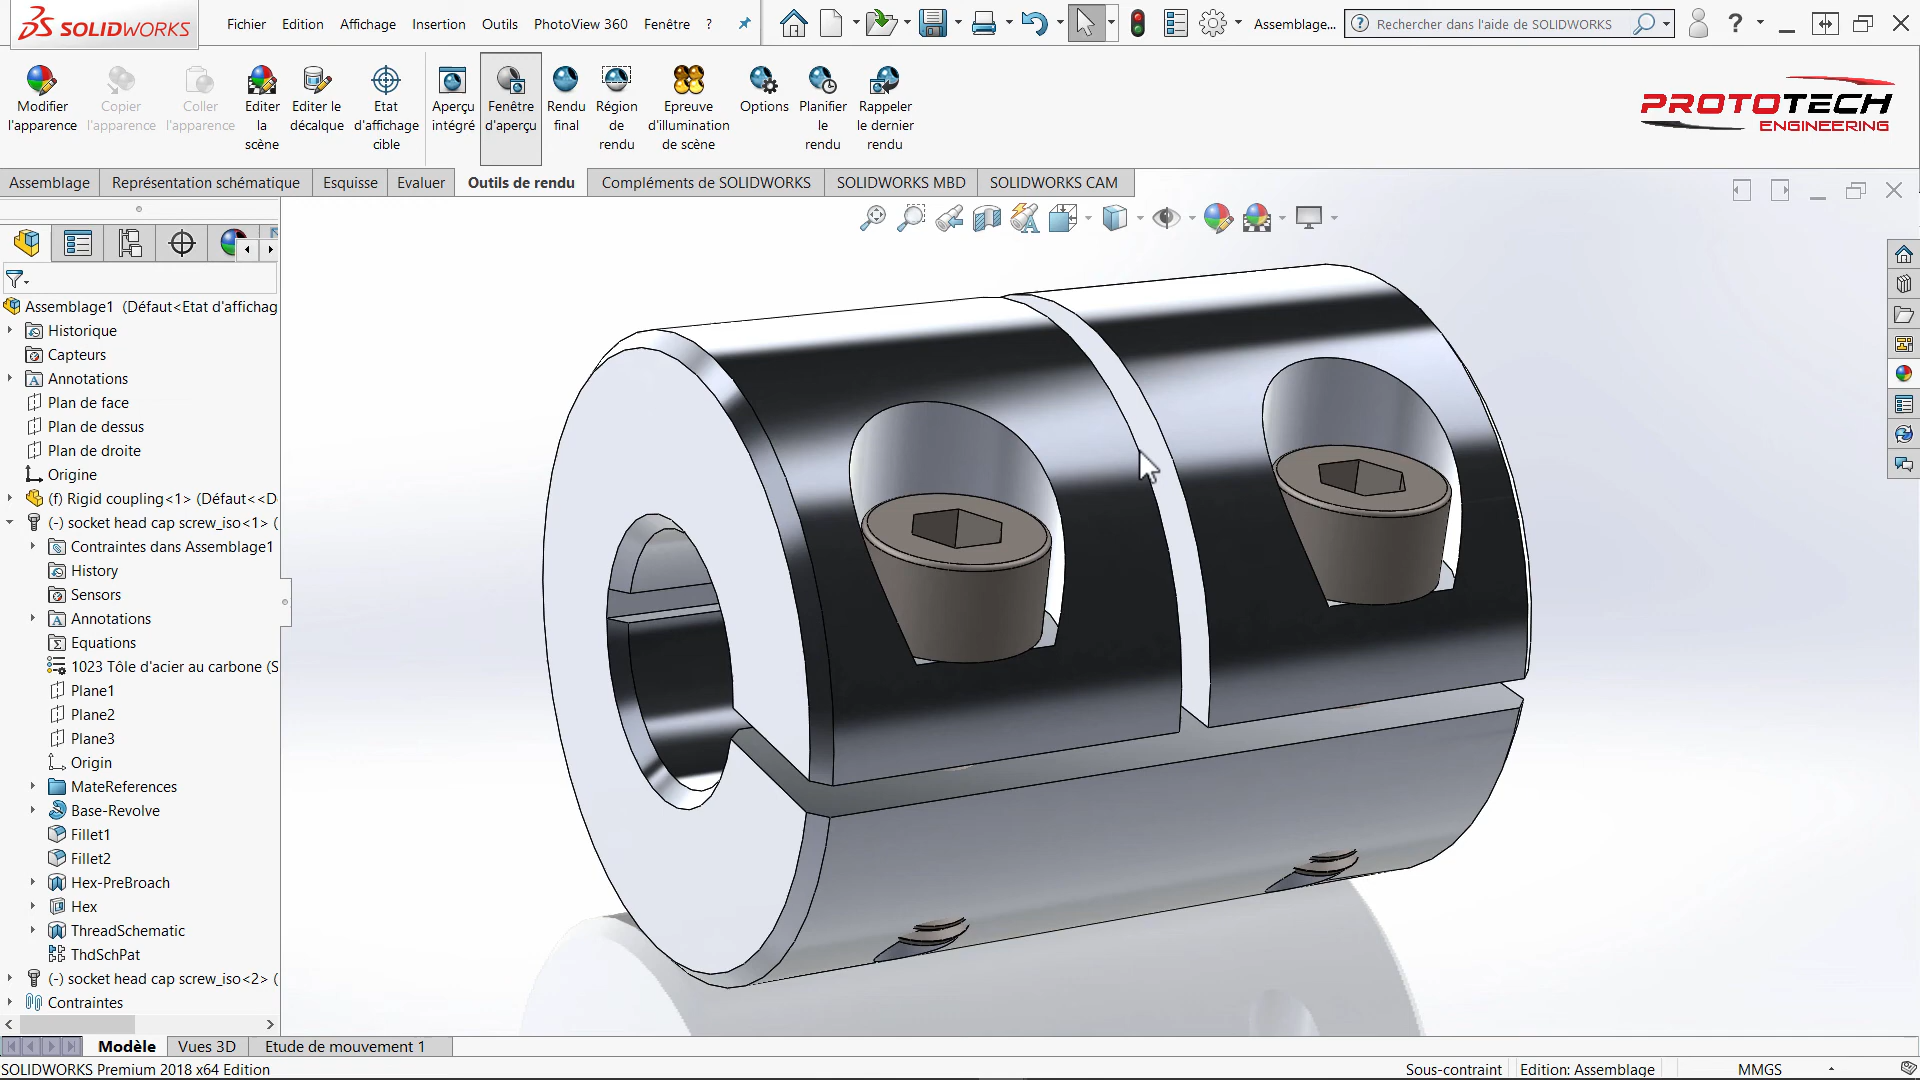 SOLIDWORKS
Fichier Edition Affichage Insertion Outils PhotoView 360 Fenêtre ?
Assemblage...
Rechercher dans l'aide de SOLIDWORKS
?
Modifier l'apparence
Copier l'apparence
Coller l'apparence
Editer la scène
Editer le décalque
Etat d'affichage cible
Aperçu intégré
Fenêtre d'aperçu
Rendu final
Région de rendu
Epreuve d'illumination de scène
Options
Planifier le rendu
Rappeler le dernier rendu
PROTOTECH
ENGINEERING
Assemblage Représentation schématique Esquisse Evaluer Outils de rendu Compléments de SOLIDWORKS SOLIDWORKS MBD SOLIDWORKS CAM
Assemblage1 (Défaut<Etat d'affichag
Historique
Capteurs
Annotations
Plan de face
Plan de dessus
Plan de droite
Origine
(f) Rigid coupling<1> (Défaut<<D
(-) socket head cap screw_iso<1> (
Contraintes dans Assemblage1
History
Sensors
Annotations
Equations
1023 Tôle d'acier au carbone (S
Plane1
Plane2
Plane3
Origin
MateReferences
Base-Revolve
Fillet1
Fillet2
Hex-PreBroach
Hex
ThreadSchematic
ThdSchPat
(-) socket head cap screw_iso<2> (
Contraintes
Modèle Vues 3D Etude de mouvement 1
SOLIDWORKS Premium 2018 x64 Edition
Sous-contraint Edition: Assemblage MMGS